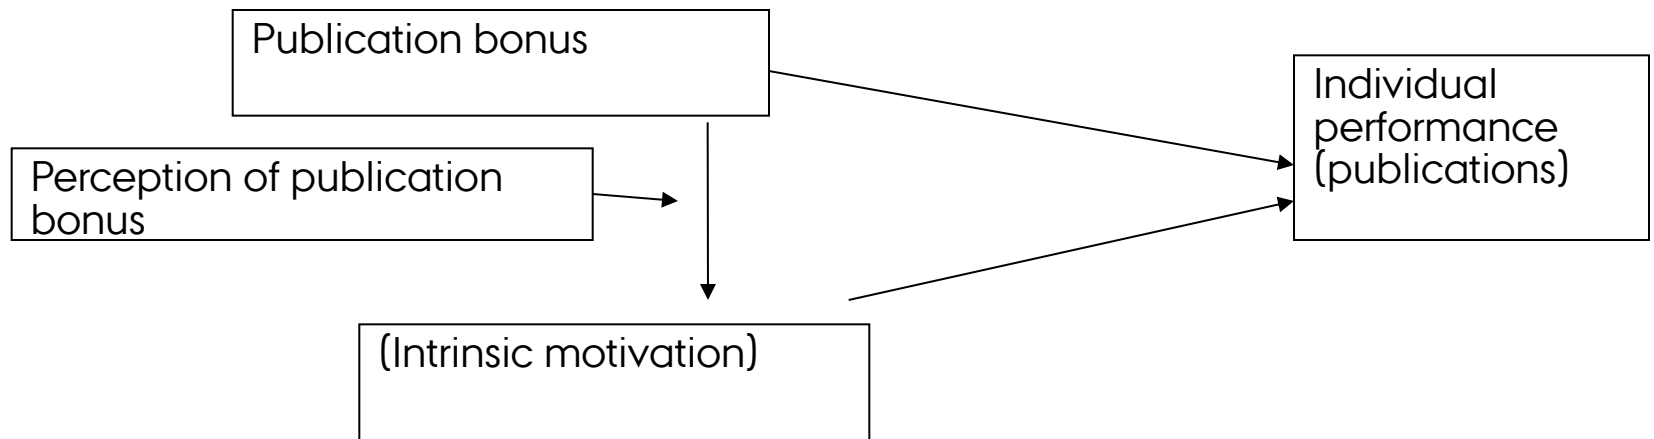 Publication bonus
Individual
performance
(publications)
Perception of publication
bonus
(Intrinsic motivation)